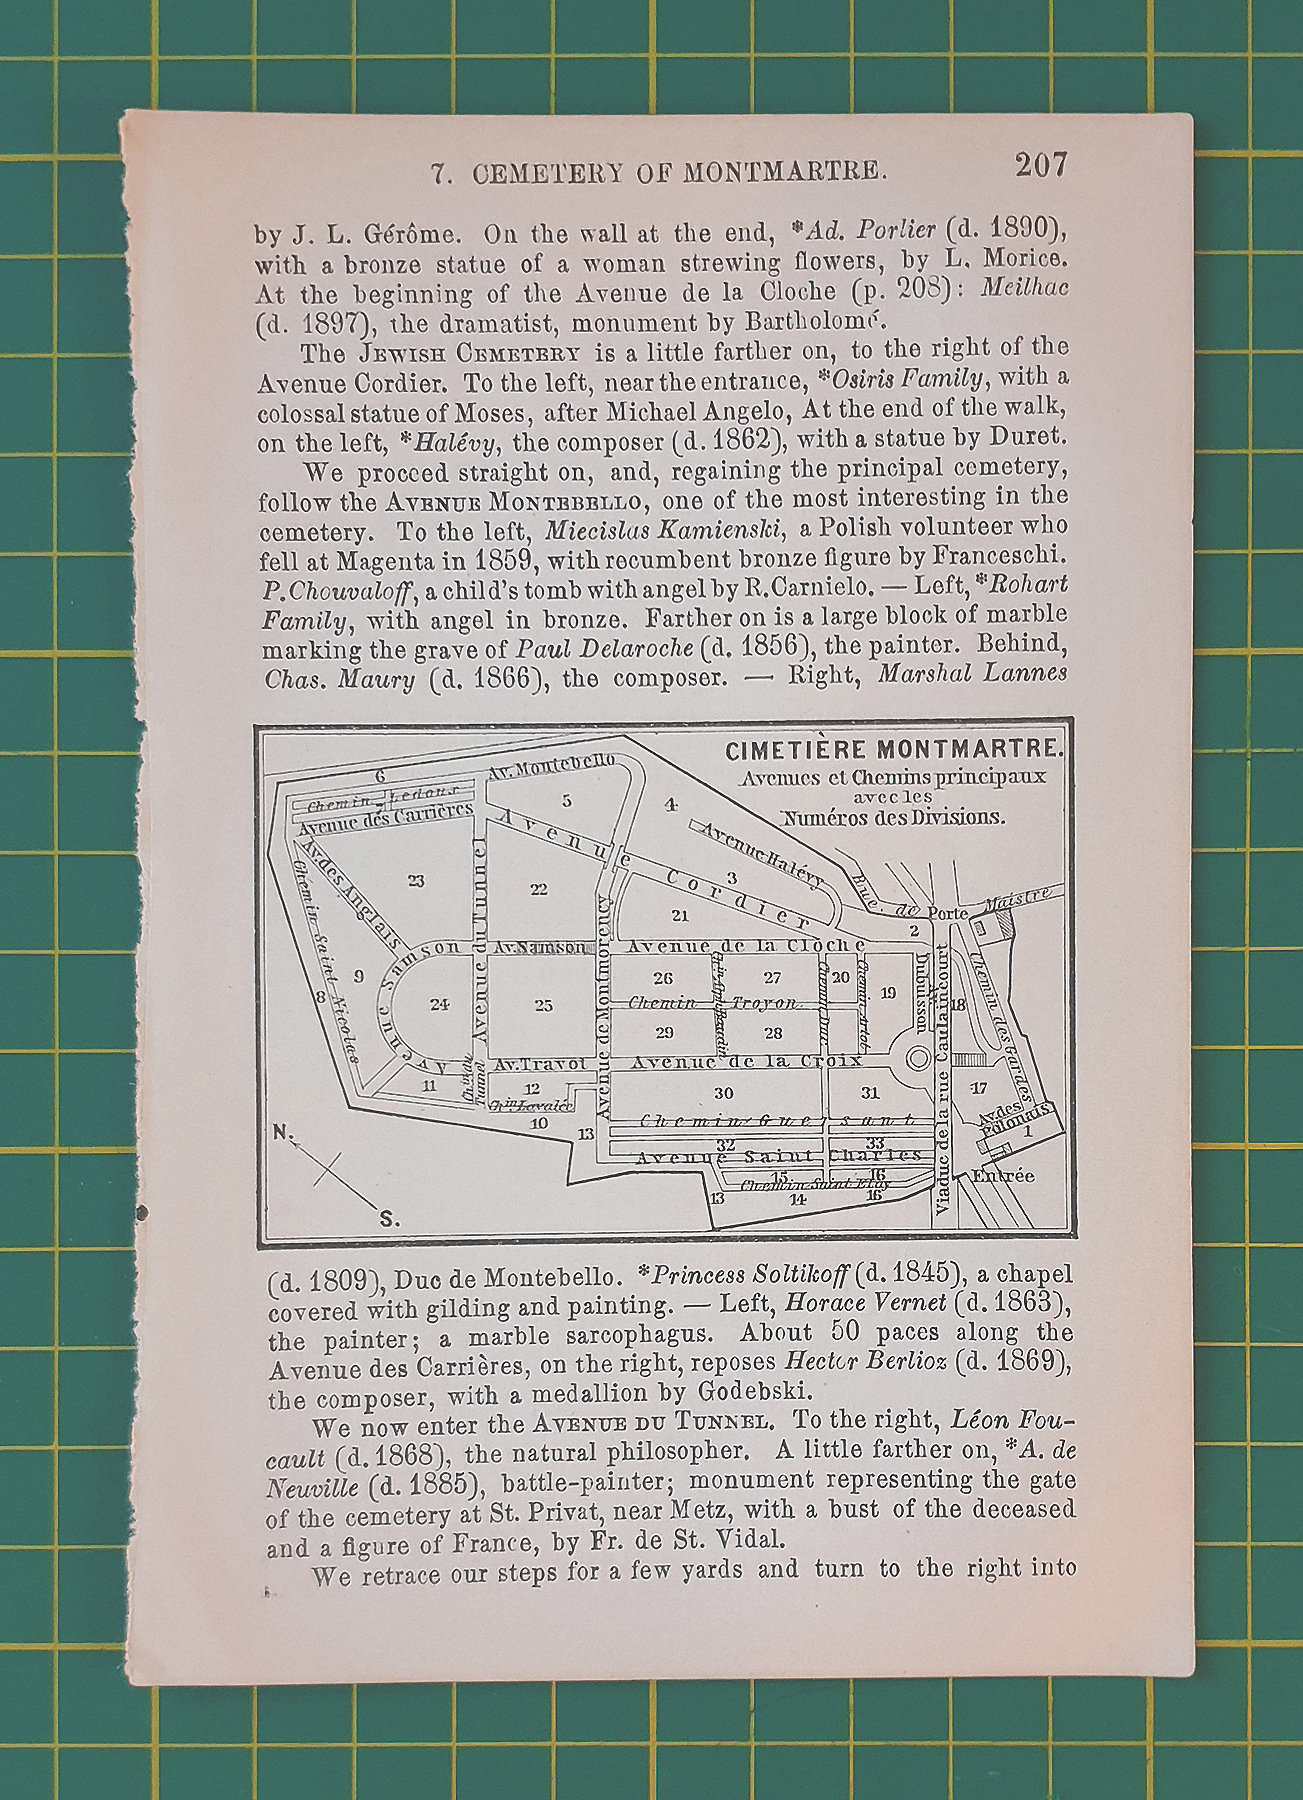 7. CEMETERY OF MONTMARTRE.
207
by J. L. Gérôme. On the wall at the end, *Ad. Porlier (d. 1890),
with a bronze statue of a woman strewing flowers, by L. Morice.
At the beginning of the Avenue de la Cloche (p. 208): Meilhac
(d. 1897), the dramatist, monument by Bartholomé.
The JEWISH CEMETERY is a little farther on, to the right of the
Avenue Cordier. To the left, near the entrance, *Osiris Family, with a
colossal statue of Moses, after Michael Angelo, At the end of the walk,
on the left, *Halévy, the composer (d. 1862), with a statue by Duret.
We proceed straight on, and, regaining the principal cemetery,
follow the AVENUE MONTEBELLO, one of the most interesting in the
cemetery. To the left, Miecislas Kamienski, a Polish volunteer who
fell at Magenta in 1859, with recumbent bronze figure by Franceschi.
P. Chouvaloff, a child's tomb with angel by R. Carnielo. — Left, *Rohart
Family, with angel in bronze. Farther on is a large block of marble
marking the grave of Paul Delaroche (d. 1856), the painter. Behind,
Chas. Maury (d. 1866), the composer. — Right, Marshal Lannes
CIMETIÈRE MONTMARTRE.
Avenues et Chemins principaux
avec les
Numéros des Divisions.
6
Chemin Ledoux
7
Avenue des Carrières
Av. Montebello
5
4
Avenue Cordier
Avenue Halévy
3
Rue de Maistre
Porte
2
Av. des Anglais
23
22
21
Chemin Saint Nicolas
Avenue du Tunnel
Avenue de Montmorency
Avenue Samson
Av. Samson
Avenue de la Cloche
9
8
24
25
26
27
20
19
18
Chemin Troyon
29
28
Chemin Artot
Dubuisson
Chemin des Gardes
Viaduc de la rue Caulaincourt
Av. Travot
Avenue de la Croix
11
Chin du Tunnel
12
10
13
30
31
17
Av. des Polonais
1
Entrée
Chemin Guersant
32
33
Avenue Saint Charles
15
16
Chemin Saint Eloy
13
14
16
N.
S.
(d. 1809), Duc de Montebello. *Princess Soltikoff (d. 1845), a chapel
covered with gilding and painting. — Left, Horace Vernet (d. 1863),
the painter; a marble sarcophagus. About 50 paces along the
Avenue des Carrières, on the right, reposes Hector Berlioz (d. 1869),
the composer, with a medallion by Godebski.
We now enter the AVENUE DU TUNNEL. To the right, Léon Fou-
cault (d. 1868), the natural philosopher. A little farther on, *A. de
Neuville (d. 1885), battle-painter; monument representing the gate
of the cemetery at St. Privat, near Metz, with a bust of the deceased
and a figure of France, by Fr. de St. Vidal.
We retrace our steps for a few yards and turn to the right into